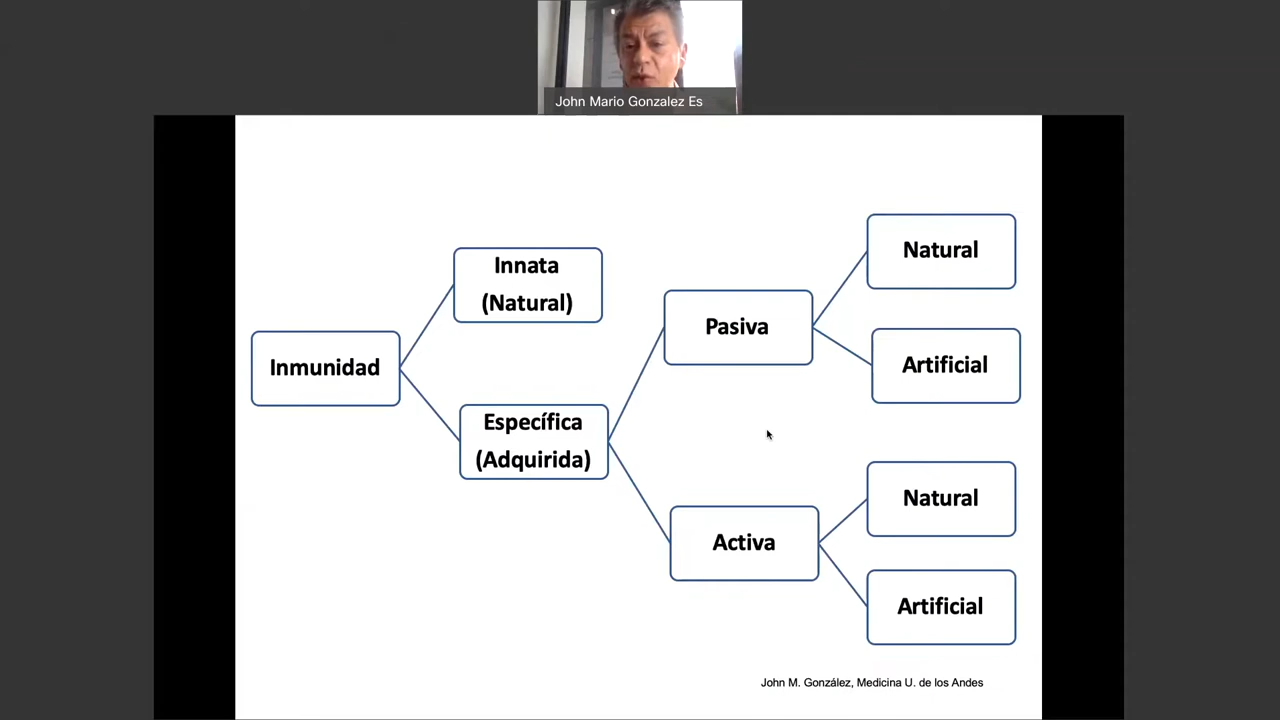 John Mario Gonzalez Es
Inmunidad
Innata
(Natural)
Específica
(Adquirida)
Pasiva
Activa
Natural
Artificial
Natural
Artificial
John M. González, Medicina U. de los Andes